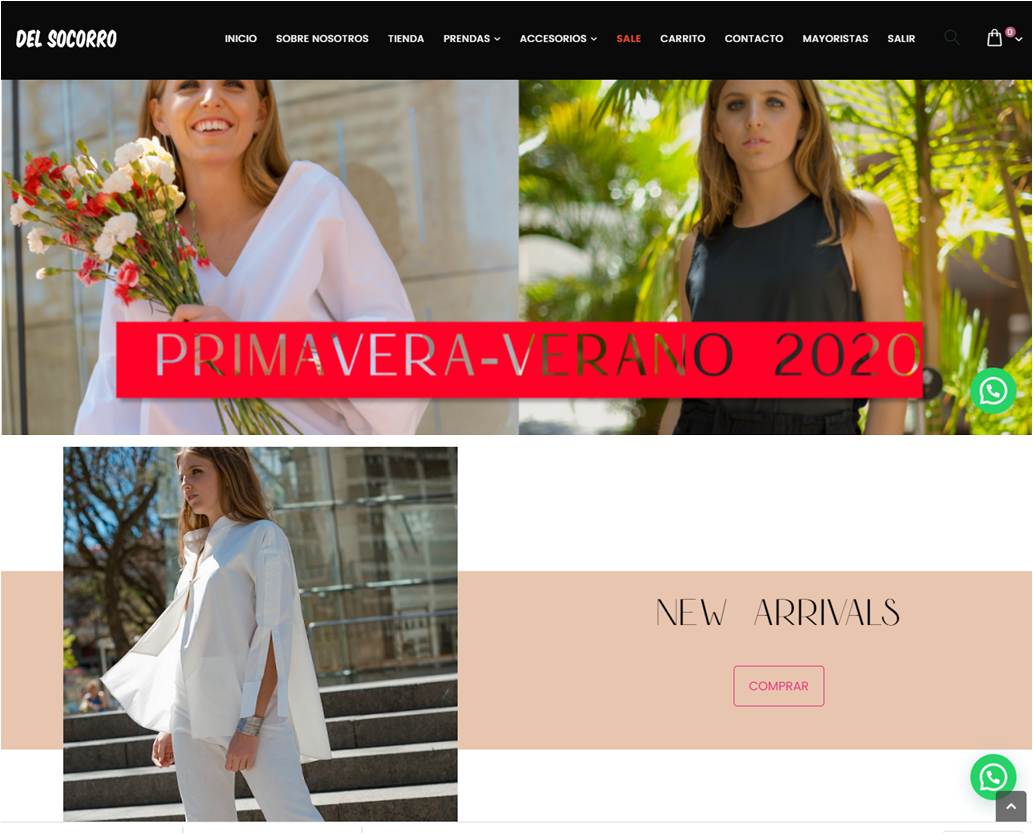 DEL SOCORRO
INICIO SOBRE NOSOTROS TIENDA PRENDAS ACCESORIOS SALE CARRITO CONTACTO MAYORISTAS SALIR
0
PRIMAVERA-VERANO 2020
NEW ARRIVALS
COMPRAR